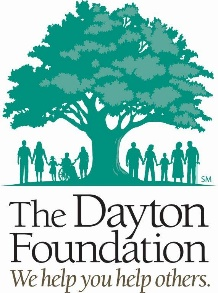 SM
The Dayton
Foundation
We help you help others.